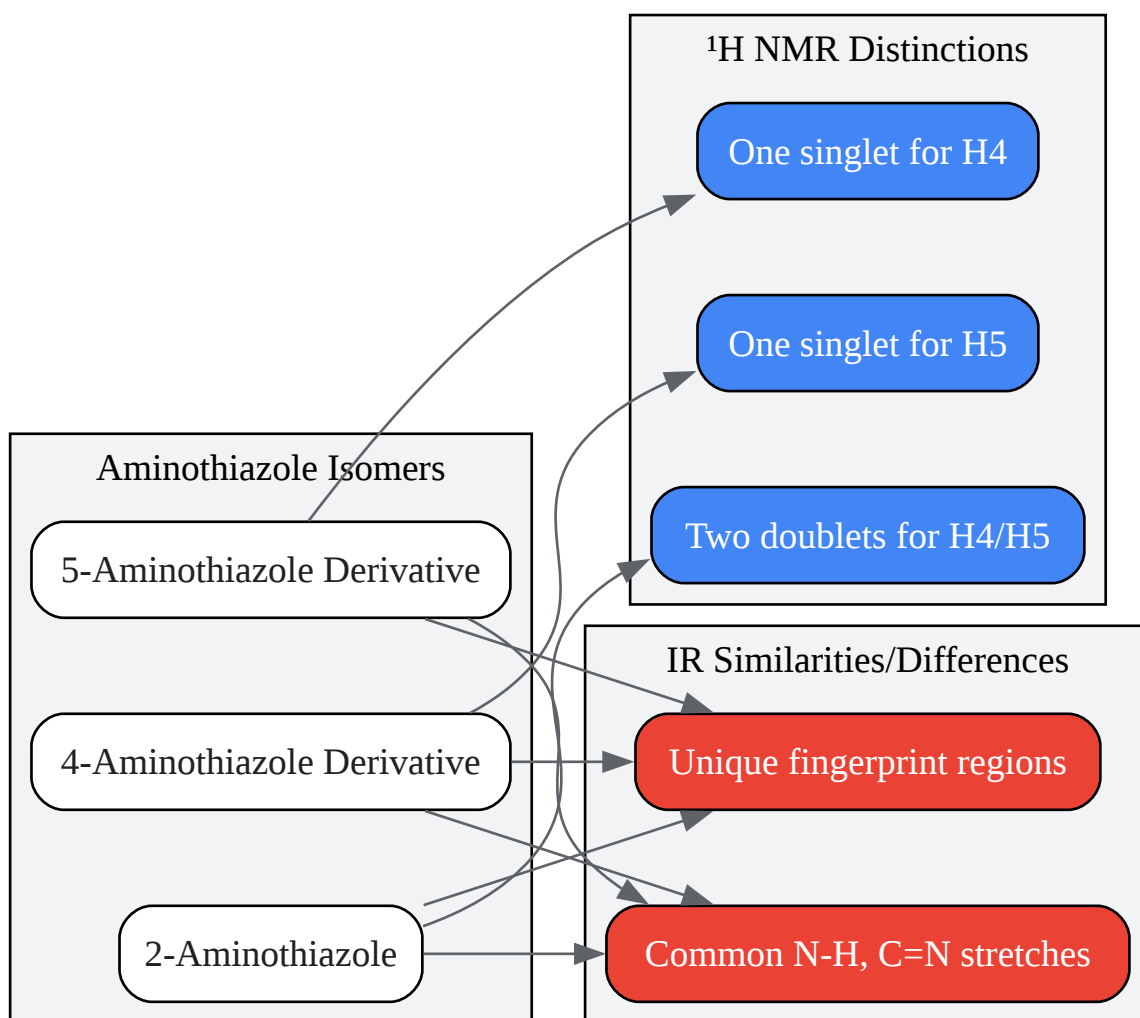 ¹H NMR Distinctions
One singlet for H4
One singlet for H5
Two doublets for H4/H5
Aminothiazole Isomers
5-Aminothiazole Derivative
4-Aminothiazole Derivative
2-Aminothiazole
IR Similarities/Differences
Unique fingerprint regions
Common N-H, C=N stretches